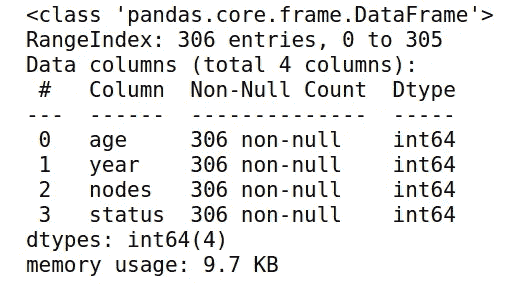 <class 'pandas.core.frame.DataFrame'>
RangeIndex: 306 entries, 0 to 305
Data columns (total 4 columns):
 #   Column  Non-Null Count  Dtype
---  ------  --------------  -----
 0   age     306 non-null    int64
 1   year    306 non-null    int64
 2   nodes   306 non-null    int64
 3   status  306 non-null    int64
dtypes: int64(4)
memory usage: 9.7 KB